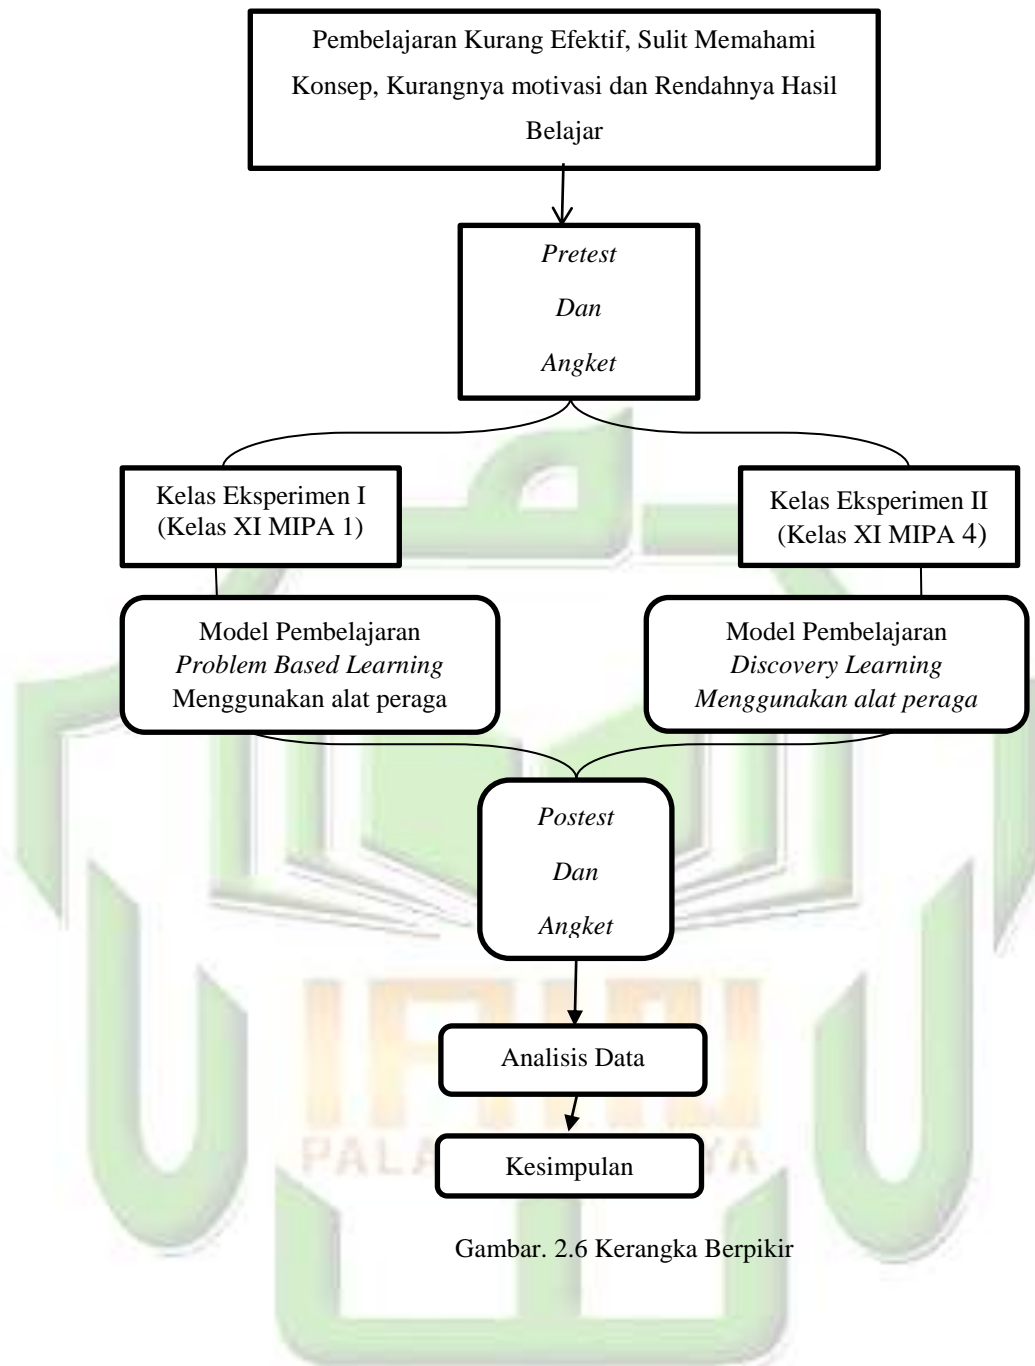 Pembelajaran Kurang Efektif, Sulit Memahami
Konsep, Kurangnya motivasi dan Rendahnya Hasil
Belajar
Pretest
Dan
Angket
Kelas Eksperimen I
(Kelas XI MIPA 1)
Kelas Eksperimen II
(Kelas XI MIPA 4)
Model Pembelajaran
Problem Based Learning
Menggunakan alat peraga
Model Pembelajaran
Discovery Learning
Menggunakan alat peraga
Postest
Dan
Angket
Analisis Data
Kesimpulan
Gambar. 2.6 Kerangka Berpikir